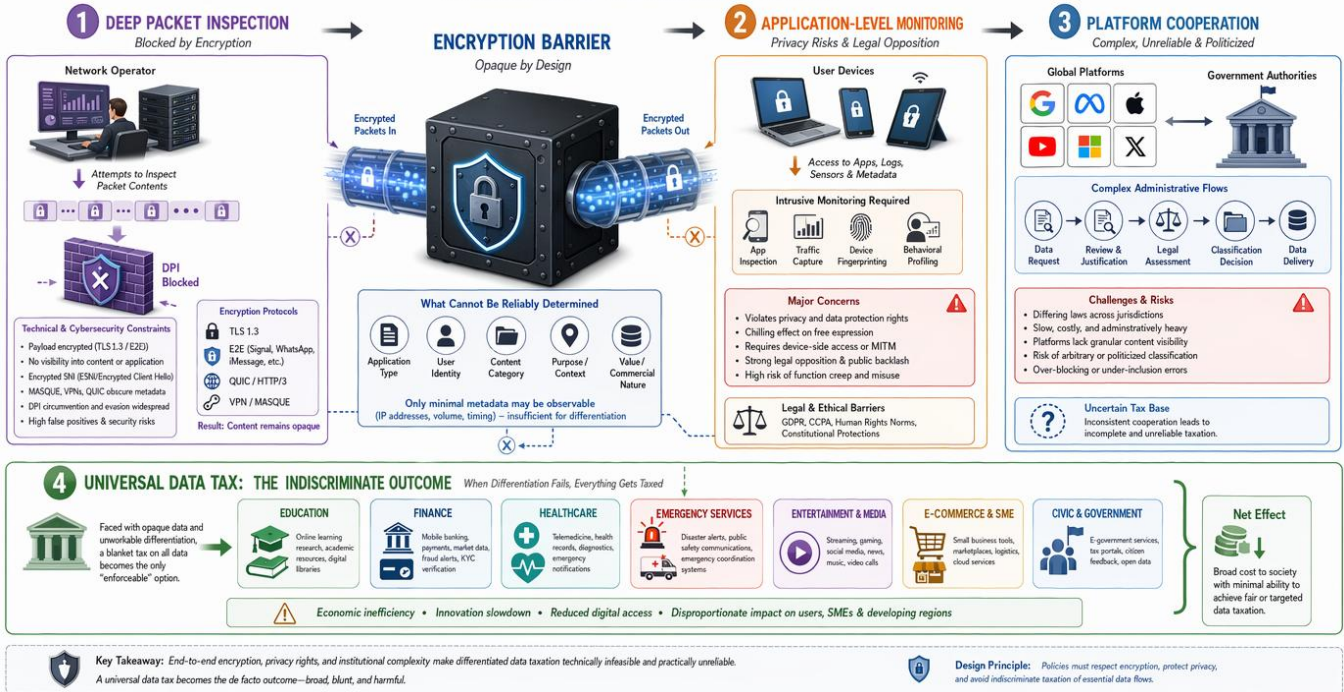 1 DEEP PACKET INSPECTION
Blocked by Encryption
Network Operator
Attempts to Inspect
Packet Contents
DPI
Blocked
Technical & Cybersecurity Constraints
• Payload encrypted (TLS 1.3 / E2E))
• No visibility into content or application
• Encrypted SNI (ESNI/Encrypted Client Hello)
• MASQUE, VPNs, QUIC obscure metadata
• DPI circumvention and evasion widespread
• High false positives & security risks
Encryption Protocols
TLS 1.3
E2E (Signal, WhatsApp,
iMessage, etc.)
QUIC / HTTP/3
VPN / MASQUE
Result: Content remains opaque
ENCRYPTION BARRIER
Opaque by Design
Encrypted
Packets In
Encrypted
Packets Out
X
X
What Cannot Be Reliably Determined
Application
Type
User
Identity
Content
Category
Purpose /
Context
Value /
Commercial
Nature
Only minimal metadata may be observable
(IP addresses, volume, timing) – insufficient for differentiation
X
2 APPLICATION-LEVEL MONITORING
Privacy Risks & Legal Opposition
User Devices
Access to Apps, Logs,
Sensors & Metadata
Intrusive Monitoring Required
App
Inspection
Traffic
Capture
Device
Fingerprinting
Behavioral
Profiling
Major Concerns
• Violates privacy and data protection rights
• Chilling effect on free expression
• Requires device-side access or MITM
• Strong legal opposition & public backlash
• High risk of function creep and misuse
Legal & Ethical Barriers
GDPR, CCPA, Human Rights Norms,
Constitutional Protections
3 PLATFORM COOPERATION
Complex, Unreliable & Politicized
Global Platforms
Government Authorities
Complex Administrative Flows
Data
Request
Review &
Justification
Legal
Assessment
Classification
Decision
Data
Delivery
Challenges & Risks
• Differing laws across jurisdictions
• Slow, costly, and adminstratively heavy
• Platforms lack granular content visibility
• Risk of arbitrary or politicized classification
• Over-blocking or under-inclusion errors
?
Uncertain Tax Base
Inconsistent cooperation leads to
incomplete and unreliable taxation.
4 UNIVERSAL DATA TAX: THE INDISCRIMINATE OUTCOME When Differentiation Fails, Everything Gets Taxed
Faced with opaque data and
unworkable differentiation,
a blanket tax on all data
becomes the only
"enforceable" option.
EDUCATION
Online learning
research, academic
resources, digital
libraries
FINANCE
Mobile banking,
payments, market data,
fraud alerts, KYC
verification
HEALTHCARE
Telemedicine, health
records, diagnostics,
emergency
notifications
EMERGENCY SERVICES
Disaster alerts, public
safety communications,
emergency coordination
systems
ENTERTAINMENT & MEDIA
Streaming, gaming,
social media, news,
music, video calls
E-COMMERCE & SME
Small business tools,
marketplaces, logistics,
cloud services
CIVIC & GOVERNMENT
E-government services,
tax portals, citizen
feedback, open data
Net Effect
Broad cost to society
with minimal ability to
achieve fair or targeted
data taxation.
Economic inefficiency • Innovation slowdown • Reduced digital access • Disproportionate impact on users, SMEs & developing regions
Key Takeaway: End-to-end encryption, privacy rights, and institutional complexity make differentiated data taxation technically infeasible and practically unreliable.
A universal data tax becomes the de facto outcome—broad, blunt, and harmful.
Design Principle: Policies must respect encryption, protect privacy,
and avoid indiscriminate taxation of essential data flows.